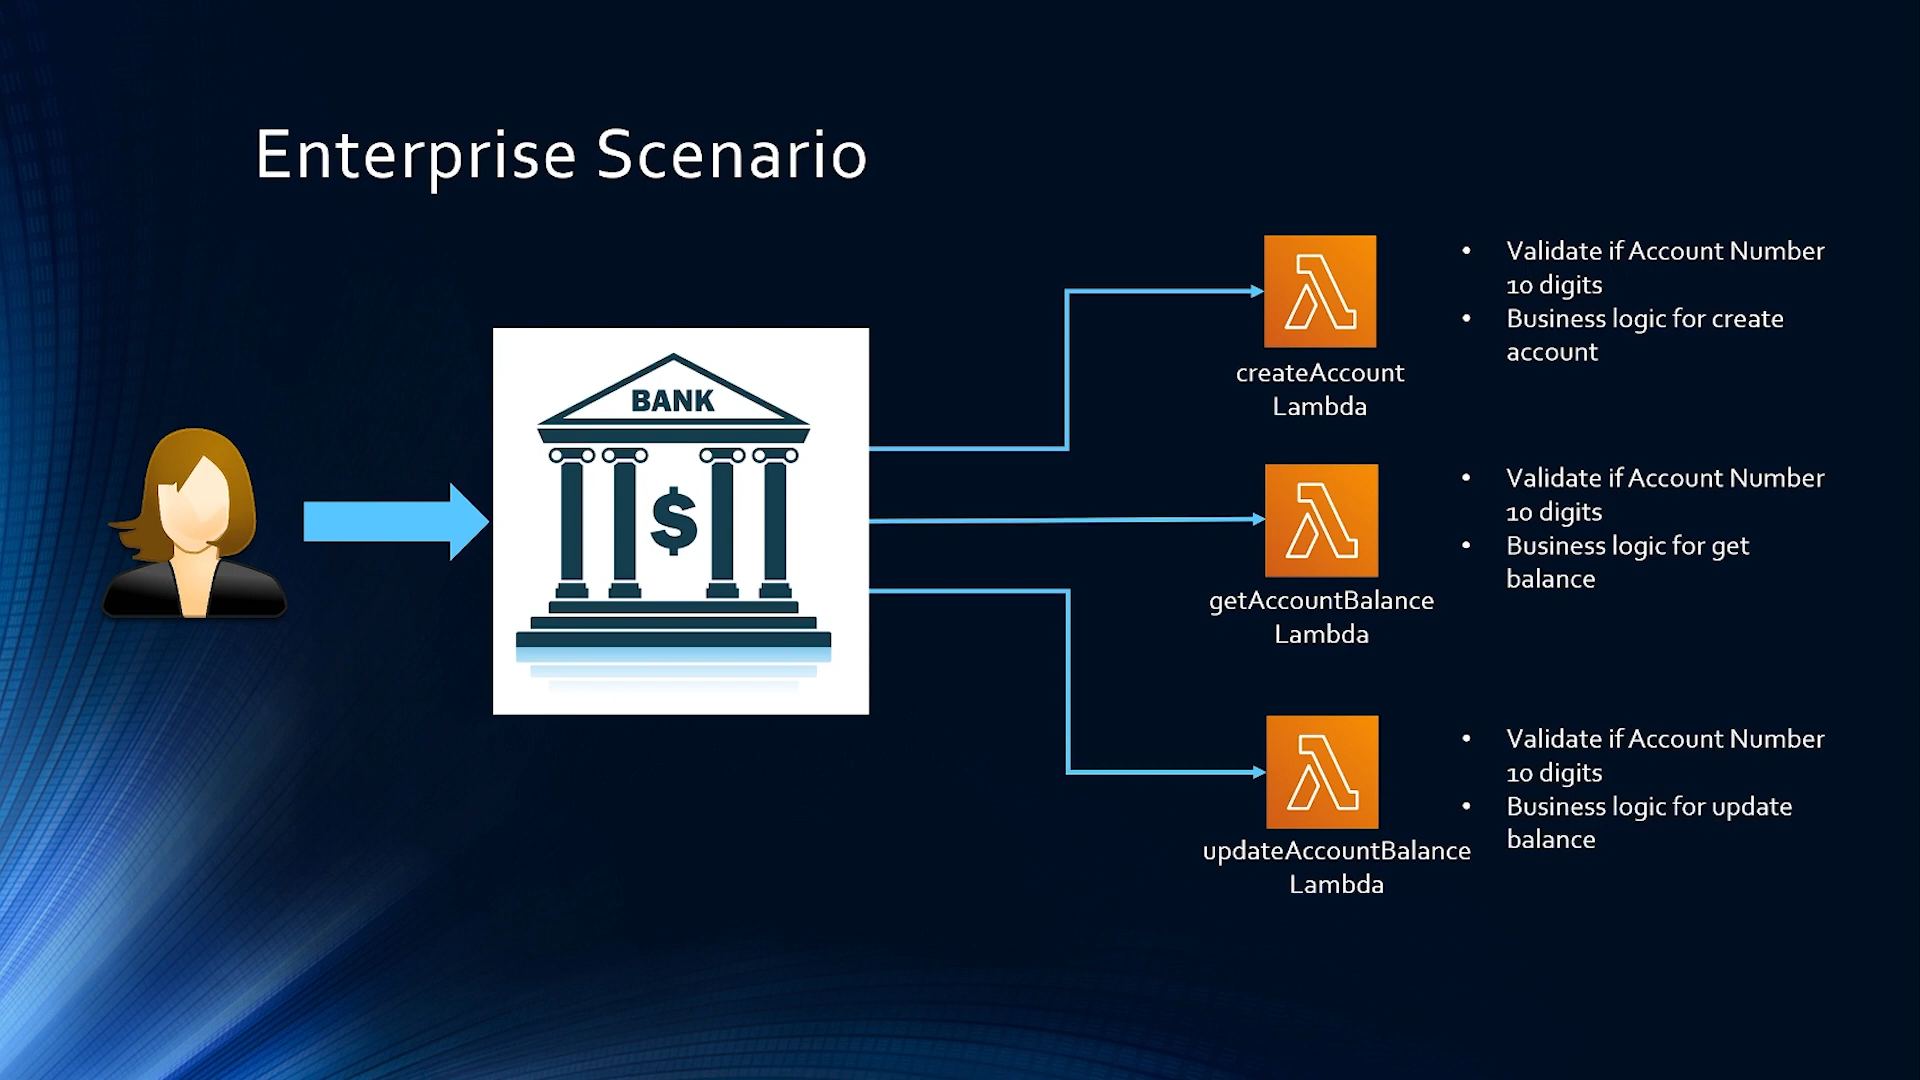 Enterprise Scenario
BANK
$
createAccount
Lambda
• Validate if Account Number
10 digits
• Business logic for create
account
getAccountBalance
Lambda
• Validate if Account Number
10 digits
• Business logic for get
balance
updateAccountBalance
Lambda
• Validate if Account Number
10 digits
• Business logic for update
balance